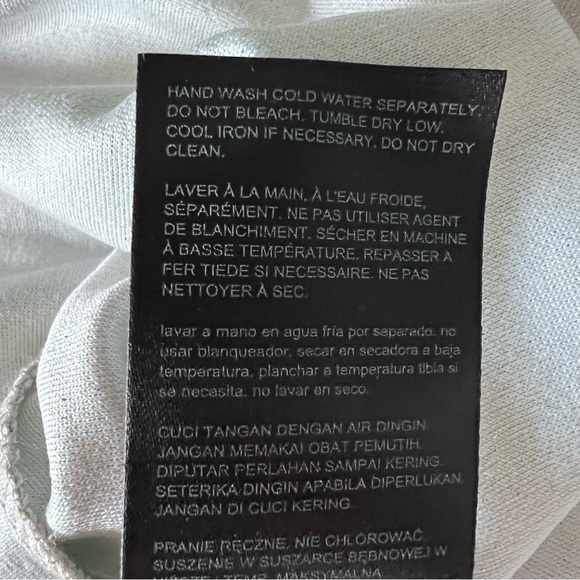 HAND WASH COLD WATER SEPARATELY.
DO NOT BLEACH. TUMBLE DRY LOW.
COOL IRON IF NECESSARY. DO NOT DRY
CLEAN.
LAVER À LA MAIN, À L'EAU FROIDE,
SÉPARÉMENT. NE PAS UTILISER AGENT
DE BLANCHIMENT. SÉCHER EN MACHINE
À BASSE TEMPÉRATURE. REPASSER A
FER TIEDE SI NECESSAIRE. NE PAS
NETTOYER À SEC.
lavar a mano en agua fría por separado. no
usar blanqueador, secar en secadora a baja
temperatura, planchar a temperatura tibia si
se necesita. no lavar en seco.
CUCI TANGAN DENGAN AIR DINGIN.
JANGAN MEMAKAI OBAT PEMUTIH.
DIPUTAR PERLAHAN SAMPAI KERING.
SETERIKA DINGIN APABILA DIPERLUKAN.
JANGAN DI CUCI KERING.
PRANIE RĘCZNE. NIE CHLOROWAĆ.
SUSZENIE W SUSZARCE BĘBNOWEJ W
TEMP. MAKSYMALNA